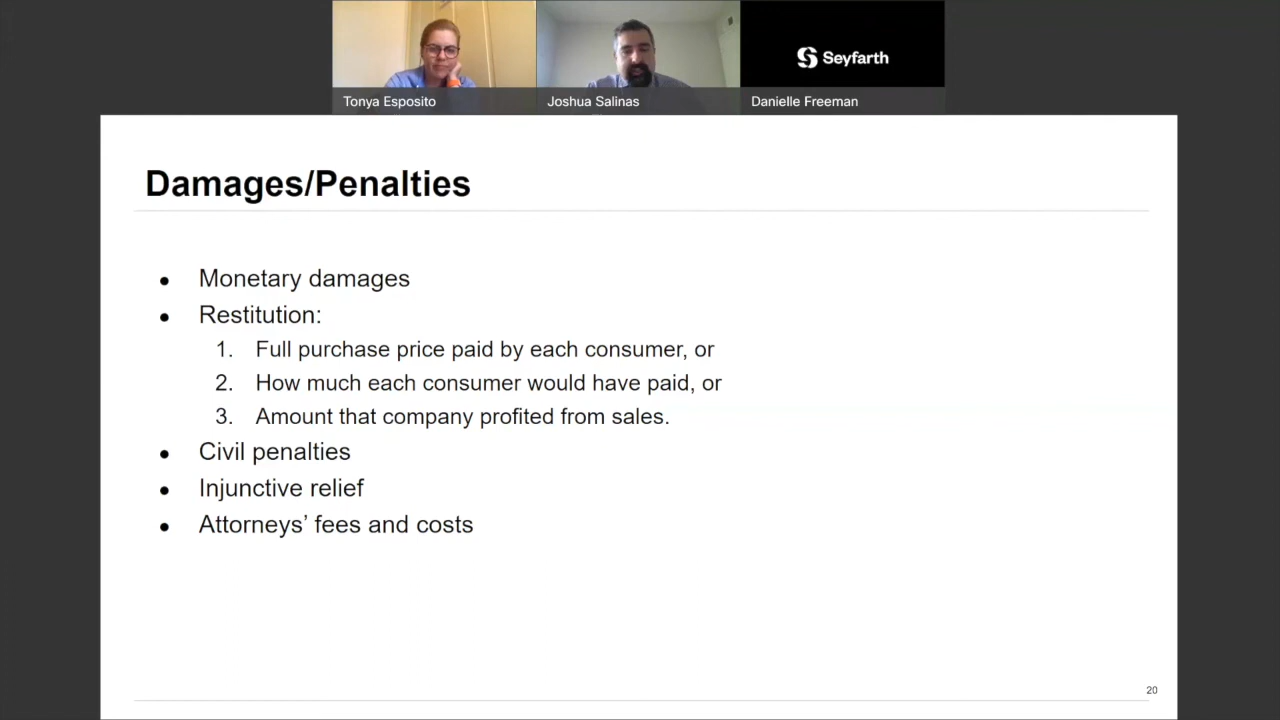 Seyfarth
Tonya Esposito
Joshua Salinas
Danielle Freeman
Damages/Penalties
• Monetary damages
• Restitution:
1. Full purchase price paid by each consumer, or
2. How much each consumer would have paid, or
3. Amount that company profited from sales.
• Civil penalties
• Injunctive relief
• Attorneys’ fees and costs
20